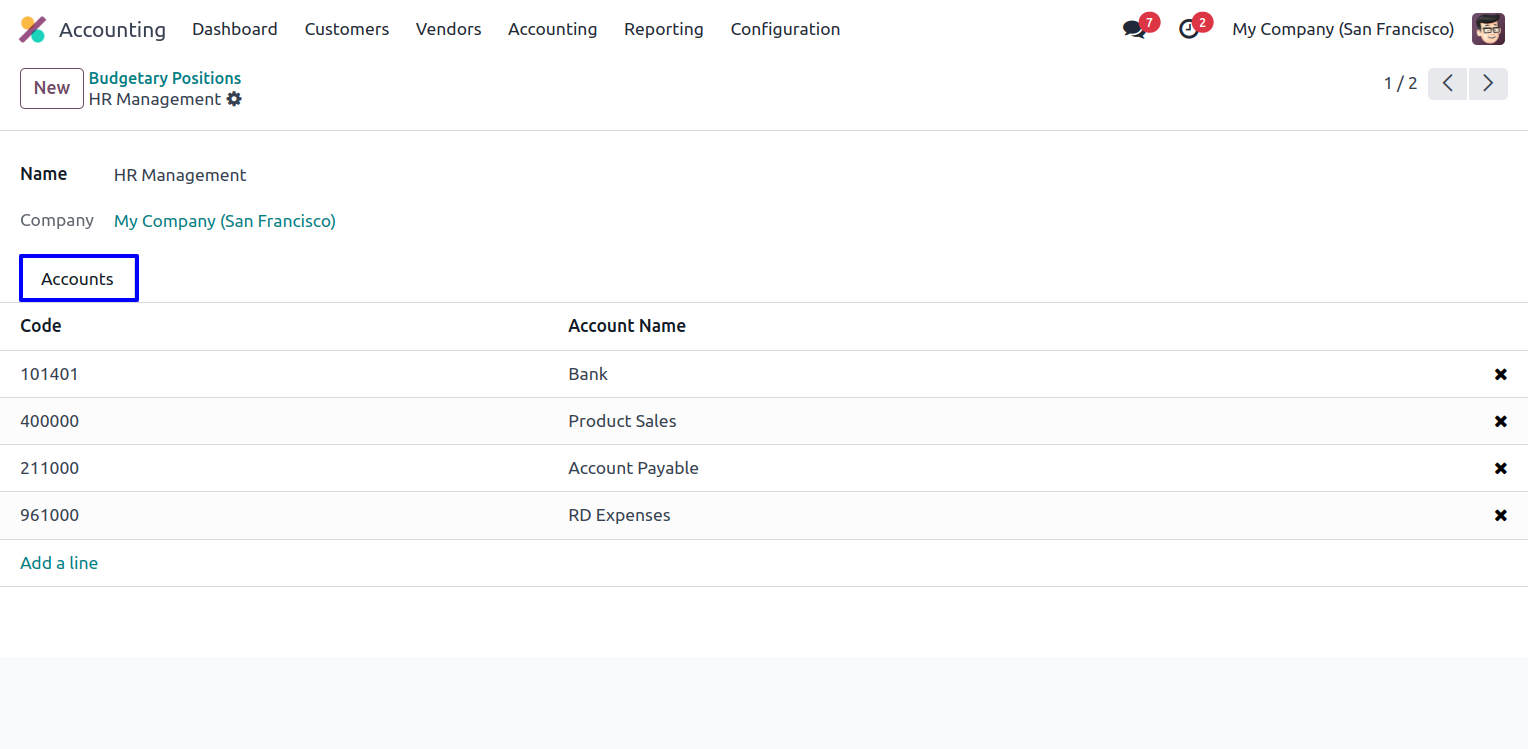 Accounting Dashboard Customers Vendors Accounting Reporting Configuration 7 2 My Company (San Francisco)
New Budgetary Positions
HR Management
1 / 2
Name HR Management
Company My Company (San Francisco)
Accounts
Code Account Name
101401 Bank
400000 Product Sales
211000 Account Payable
961000 RD Expenses
Add a line